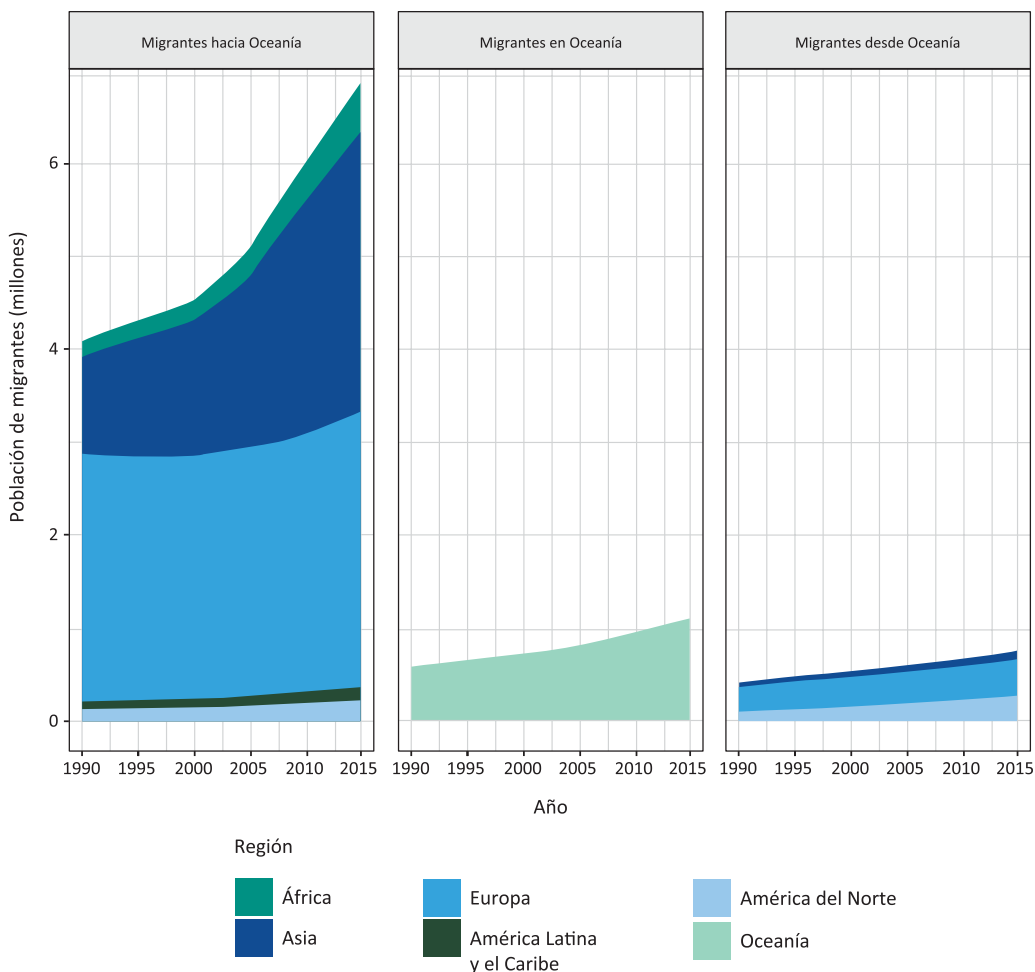 Migrantes hacia Oceanía
Migrantes en Oceanía
Migrantes desde Oceanía
Población de migrantes (millones)
6
4
2
0
1990 1995 2000 2005 2010 2015
1990 1995 2000 2005 2010 2015
1990 1995 2000 2005 2010 2015
Año
Región
África
Europa
América del Norte
Asia
América Latina
y el Caribe
Oceanía